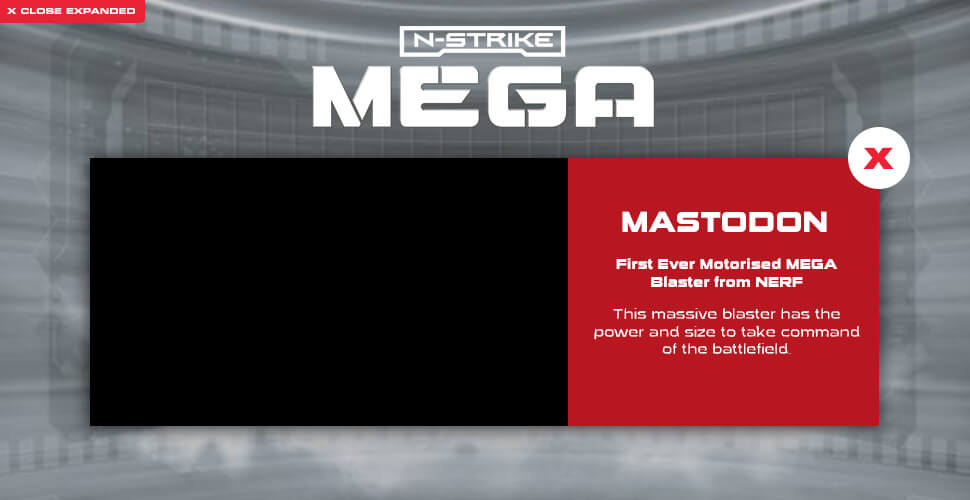 X CLOSE EXPANDED
N-STRIKE
MEGA
X
MASTODON
First Ever Motorised MEGA
Blaster from NERF
This massive blaster has the
power and size to take command
of the battlefield.